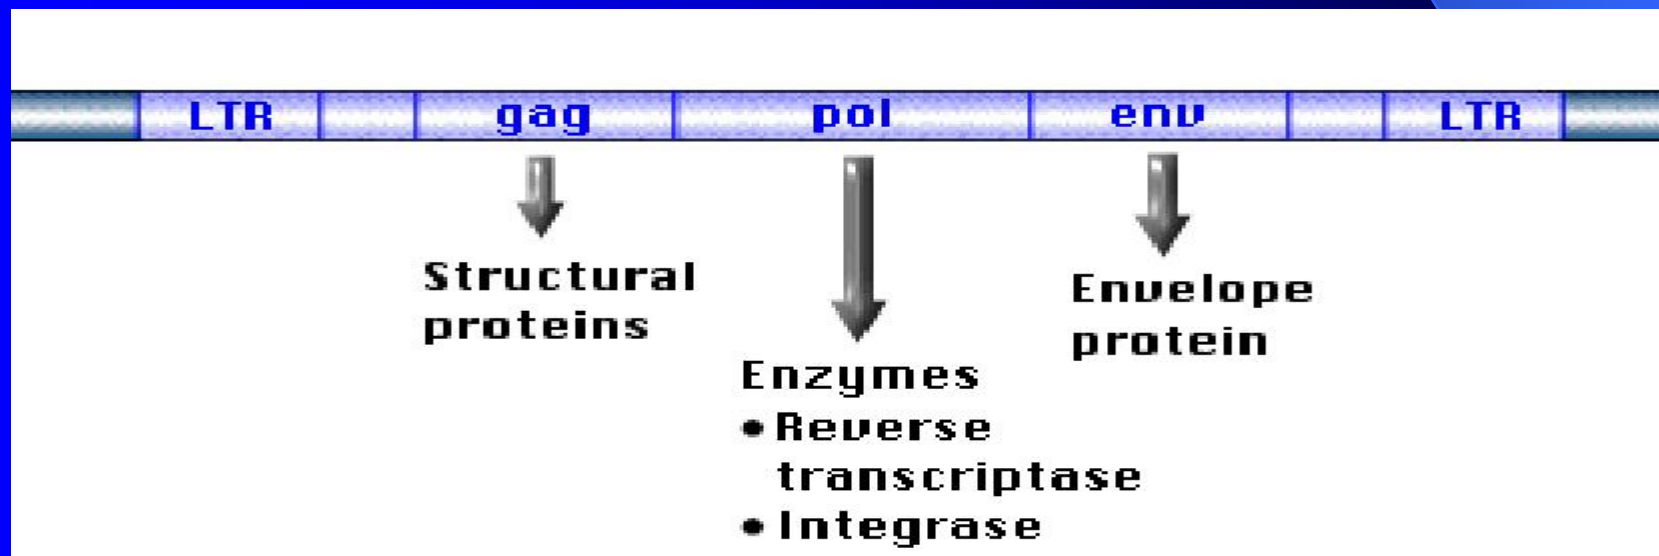 LTR gag pol env LTR
Structural
proteins
Envelope
protein
Enzymes
• Reverse
transcriptase
• Integrase